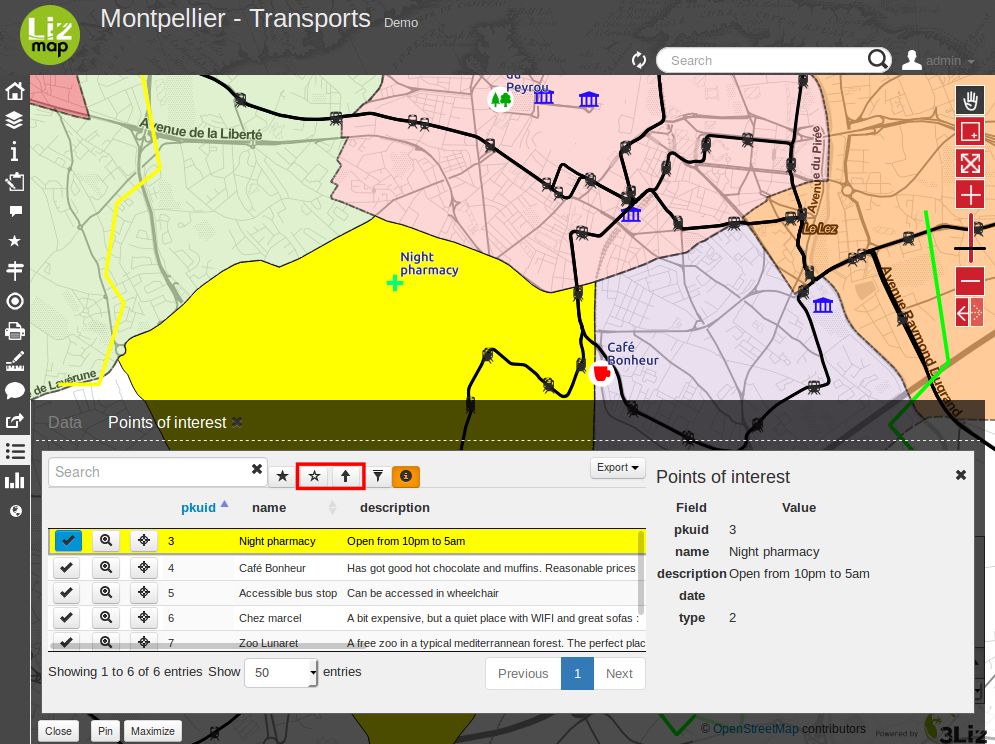 Liz
map
Montpellier - Transports Demo
Search
admin
du
Peyrou
Avenue de la Liberté
Avenue du Pirée
Le Lez
Night
pharmacy
Café
Bonheur
Avenue Raymond Dugrand
de Lavérune
Data Points of interest
Search
Export
Points of interest
Field Value
pkuid name description
pkuid 3
3 Night pharmacy Open from 10pm to 5am
name Night pharmacy
4 Café Bonheur Has got good hot chocolate and muffins. Reasonable prices
description Open from 10pm to 5am
5 Accessible bus stop Can be accessed in wheelchair
date
6 Chez marcel A bit expensive, but a quiet place with WIFI and great sofas :
type 2
7 Zoo Lunaret A free zoo in a typical mediterrannean forest. The perfect plac
Showing 1 to 6 of 6 entries Show 50 entries
Previous 1 Next
Close Pin Maximize
© OpenStreetMap contributors
Powered by 3Liz